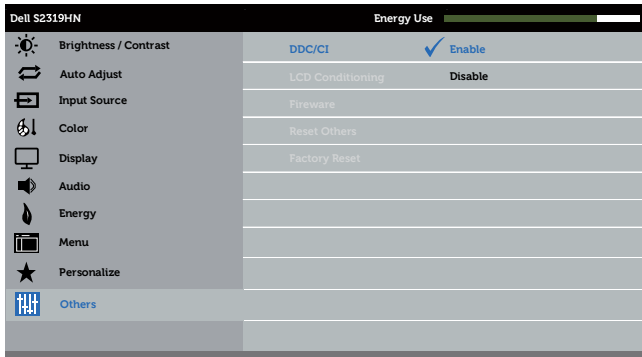 Dell S2319HN Energy Use
Brightness / Contrast DDC/CI Enable
Auto Adjust LCD Conditioning Disable
Input Source Fireware
Color Reset Others
Display Factory Reset
Audio
Energy
Menu
Personalize
Others